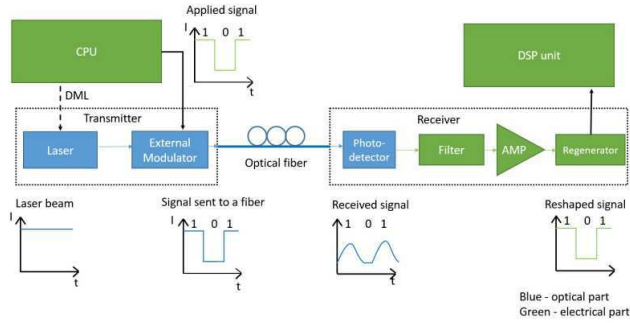 Applied signal
I
1 0 1
t
CPU
DSP unit
DML
Transmitter
Receiver
Laser
External
Modulator
Optical fiber
Photo-
detector
Filter
AMP
Regenerator
Laser beam
I
t
Signal sent to a fiber
I
1 0 1
t
Received signal
I
1 0 1
t
Reshaped signal
I
1 0 1
t
Blue - optical part
Green - electrical part